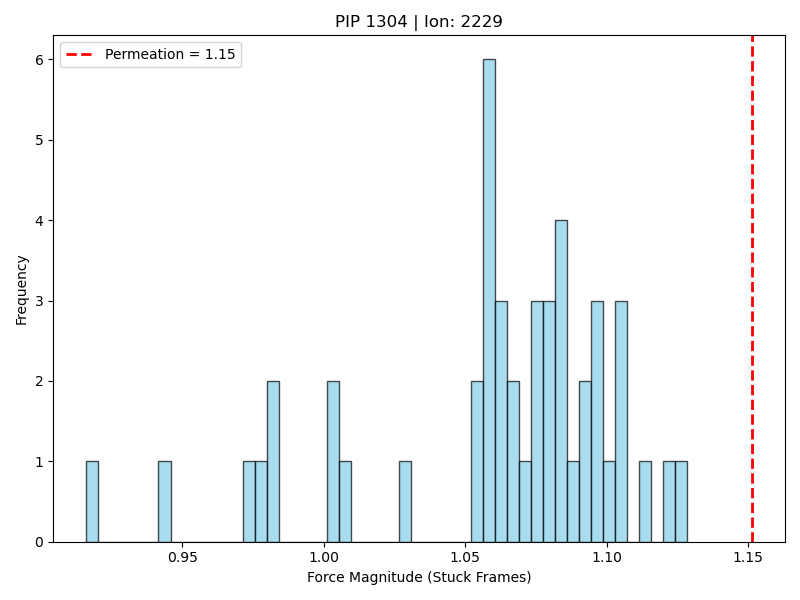 PIP 1304 | Ion: 2229
Permeation = 1.15
6
5
4
3
2
1
0
Frequency
0.95 1.00 1.05 1.10 1.15
Force Magnitude (Stuck Frames)